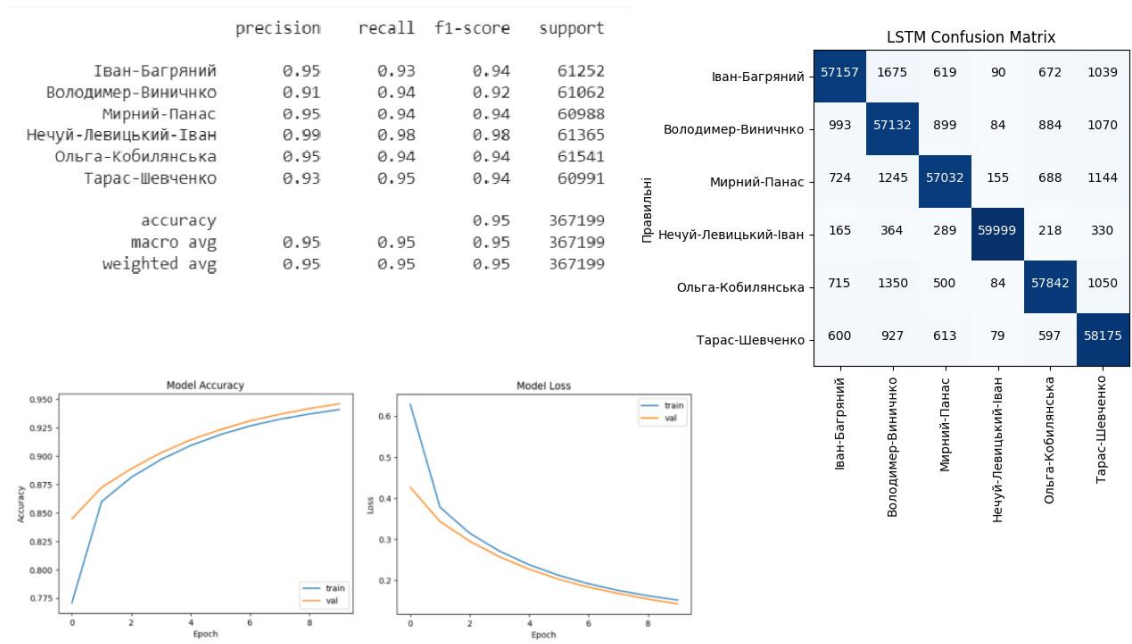 precision recall f1-score support
Іван-Багряний 0.95 0.93 0.94 61252
Володимер-Виничнко 0.91 0.94 0.92 61062
Мирний-Панас 0.95 0.94 0.94 60988
Нечуй-Левицький-Іван 0.99 0.98 0.98 61365
Ольга-Кобилянська 0.95 0.94 0.94 61541
Тарас-Шевченко 0.93 0.95 0.94 60991
accuracy 0.95 367199
macro avg 0.95 0.95 0.95 367199
weighted avg 0.95 0.95 0.95 367199
LSTM Confusion Matrix
Правильні
Іван-Багряний 57157 1675 619 90 672 1039
Володимер-Виничнко 993 57132 899 84 884 1070
Мирний-Панас 724 1245 57032 155 688 1144
Нечуй-Левицький-Іван 165 364 289 59999 218 330
Ольга-Кобилянська 715 1350 500 84 57842 1050
Тарас-Шевченко 600 927 613 79 597 58175
Іван-Багряний
Володимер-Виничнко
Мирний-Панас
Нечуй-Левицький-Іван
Ольга-Кобилянська
Тарас-Шевченко
Model Accuracy
Accuracy
0.950
0.925
0.900
0.875
0.850
0.825
0.800
0.775
train
val
0 2 4 6 8
Epoch
Model Loss
Loss
0.6
0.5
0.4
0.3
0.2
train
val
0 2 4 6 8
Epoch